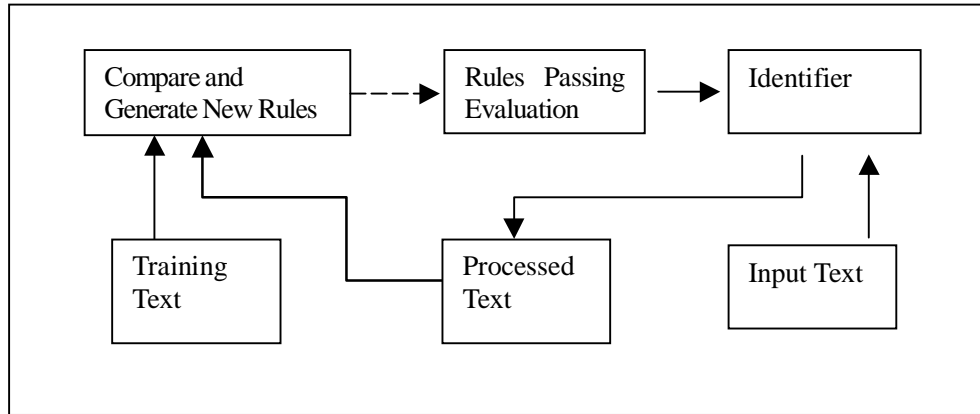 Compare and
Generate New Rules
Rules Passing
Evaluation
Identifier
Training
Text
Processed
Text
Input Text